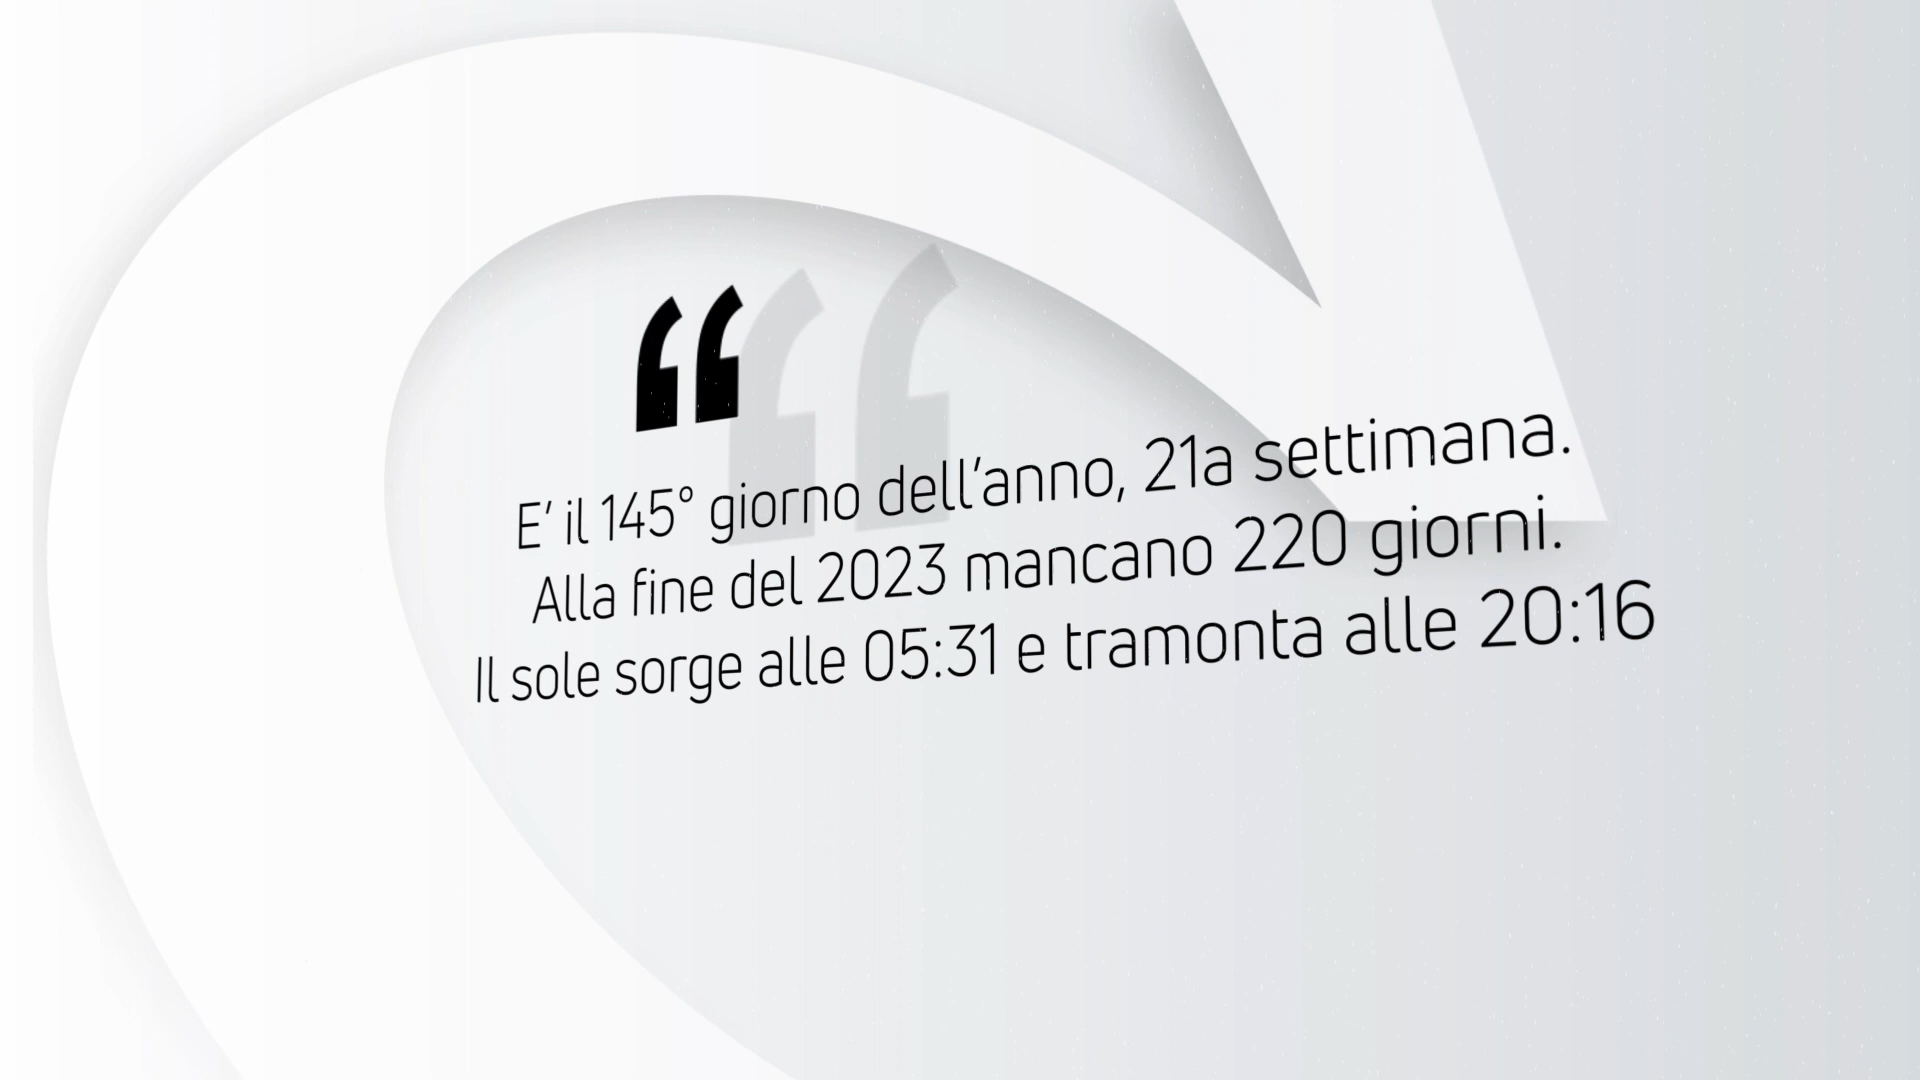 “
E’ il 145° giorno dell’anno, 21a settimana.
Alla fine del 2023 mancano 220 giorni.
Il sole sorge alle 05:31 e tramonta alle 20:16